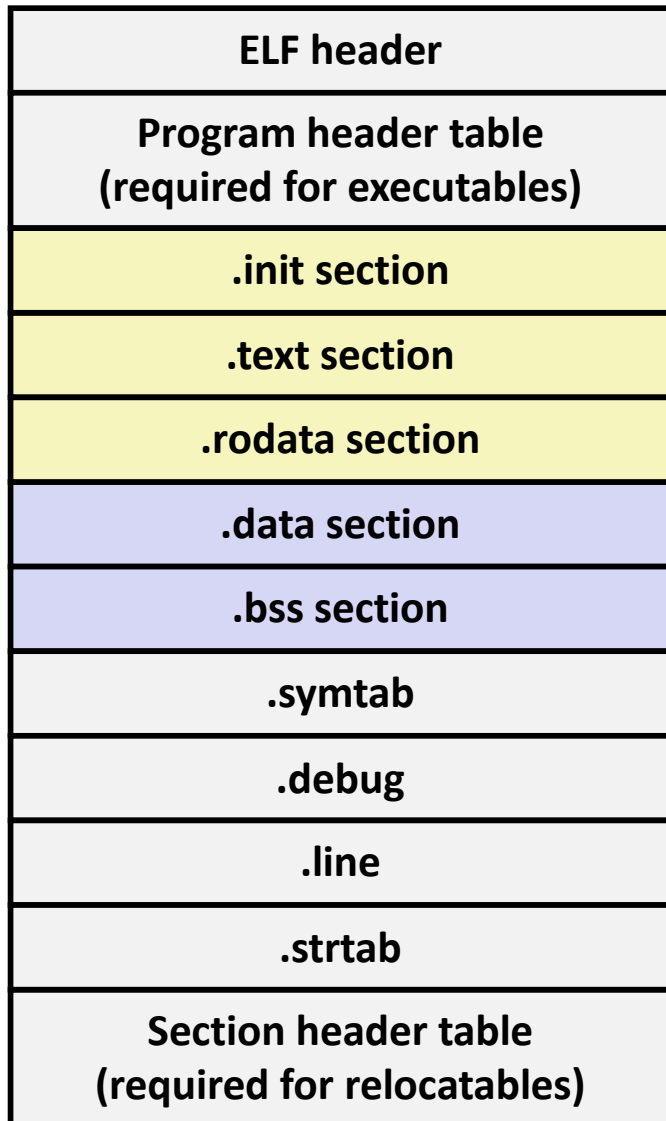 ELF header
Program header table
(required for executables)
.init section
.text section
.rodata section
.data section
.bss section
.symtab
.debug
.line
.strtab
Section header table
(required for relocatables)